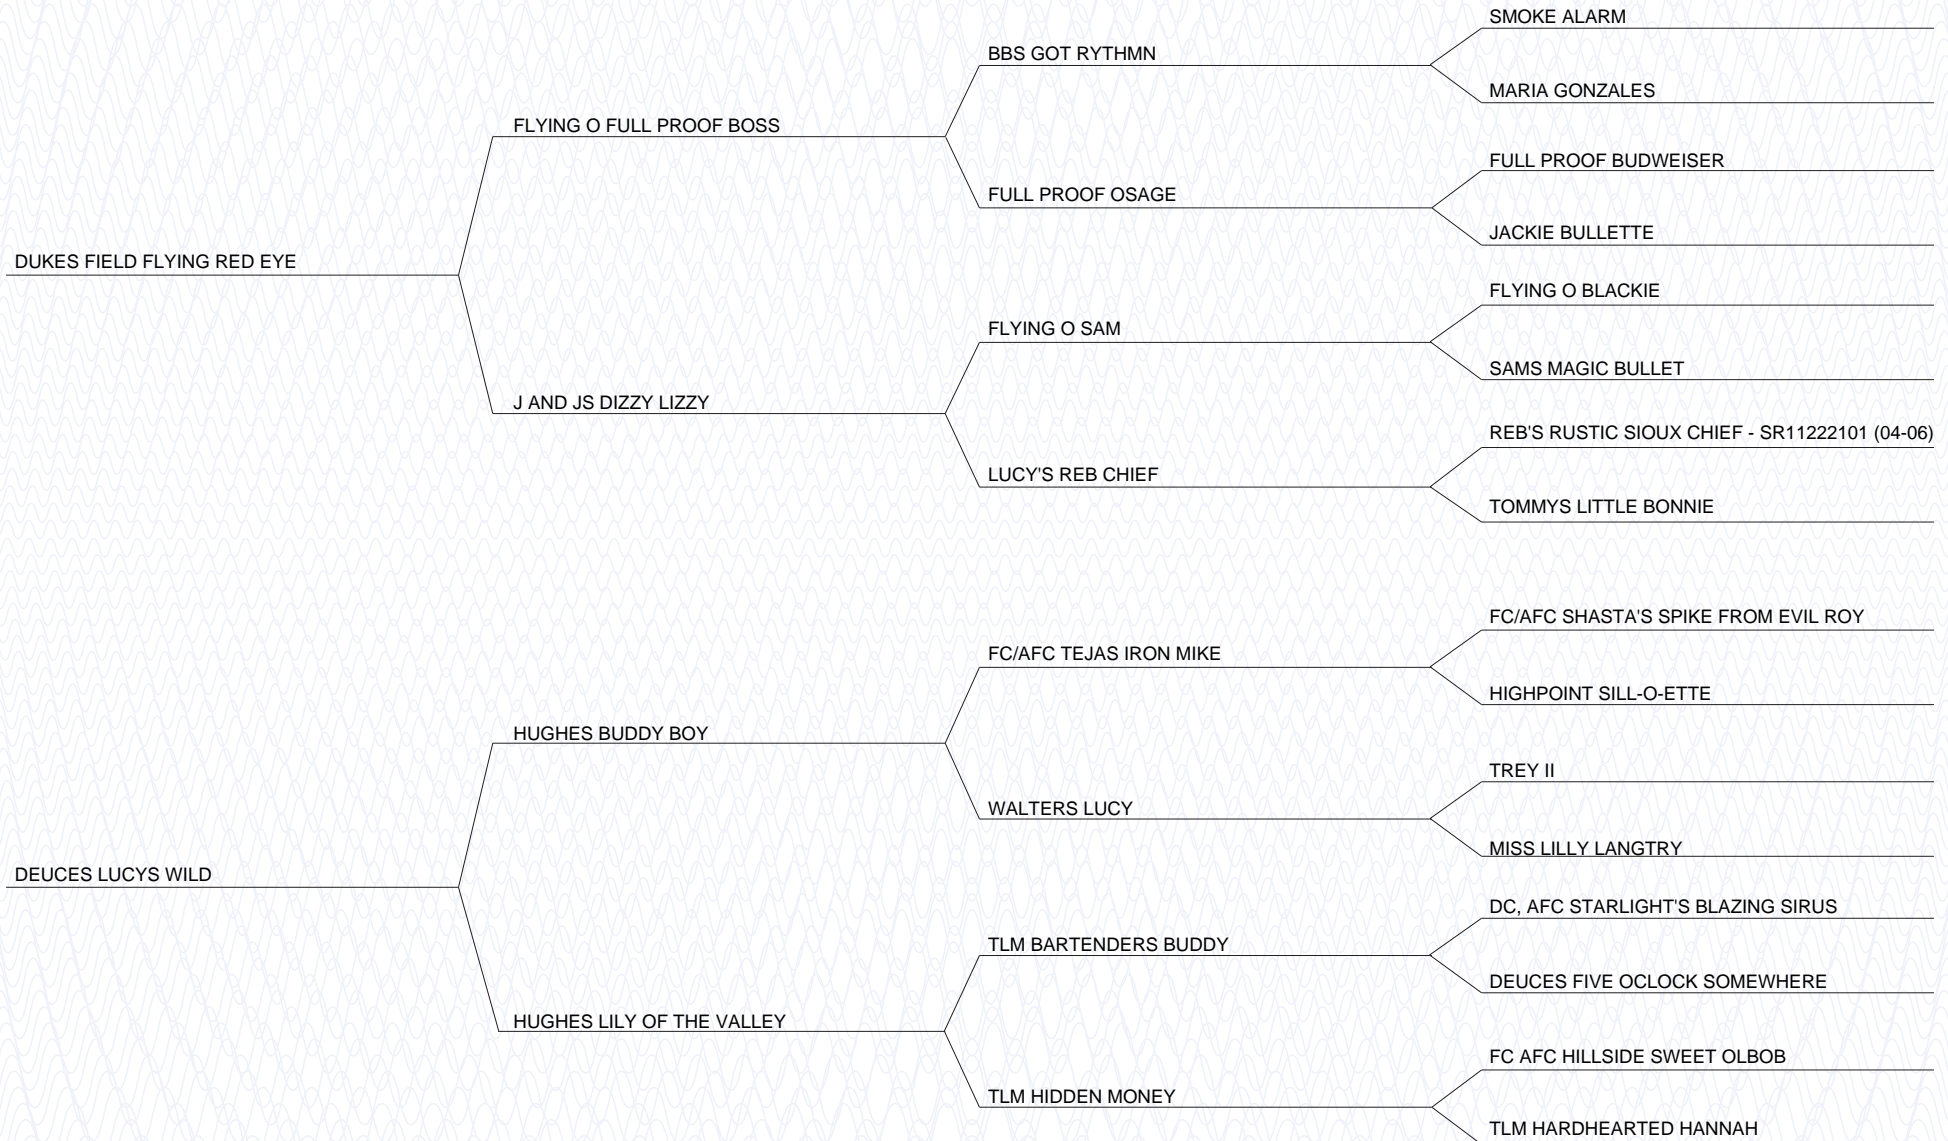 SMOKE ALARM
BBS GOT RYTHMN
MARIA GONZALES
FLYING O FULL PROOF BOSS
FULL PROOF BUDWEISER
FULL PROOF OSAGE
JACKIE BULLETTE
DUKES FIELD FLYING RED EYE
FLYING O BLACKIE
FLYING O SAM
SAMS MAGIC BULLET
J AND JS DIZZY LIZZY
REB'S RUSTIC SIOUX CHIEF - SR11222101 (04-06)
LUCY'S REB CHIEF
TOMMYS LITTLE BONNIE
FC/AFC SHASTA'S SPIKE FROM EVIL ROY
FC/AFC TEJAS IRON MIKE
HIGHPOINT SILL-O-ETTE
HUGHES BUDDY BOY
TREY II
WALTERS LUCY
MISS LILLY LANGTRY
DEUCES LUCYS WILD
DC, AFC STARLIGHT'S BLAZING SIRUS
TLM BARTENDERS BUDDY
DEUCES FIVE OCLOCK SOMEWHERE
HUGHES LILY OF THE VALLEY
FC AFC HILLSIDE SWEET OLBOB
TLM HIDDEN MONEY
TLM HARDHEARTED HANNAH